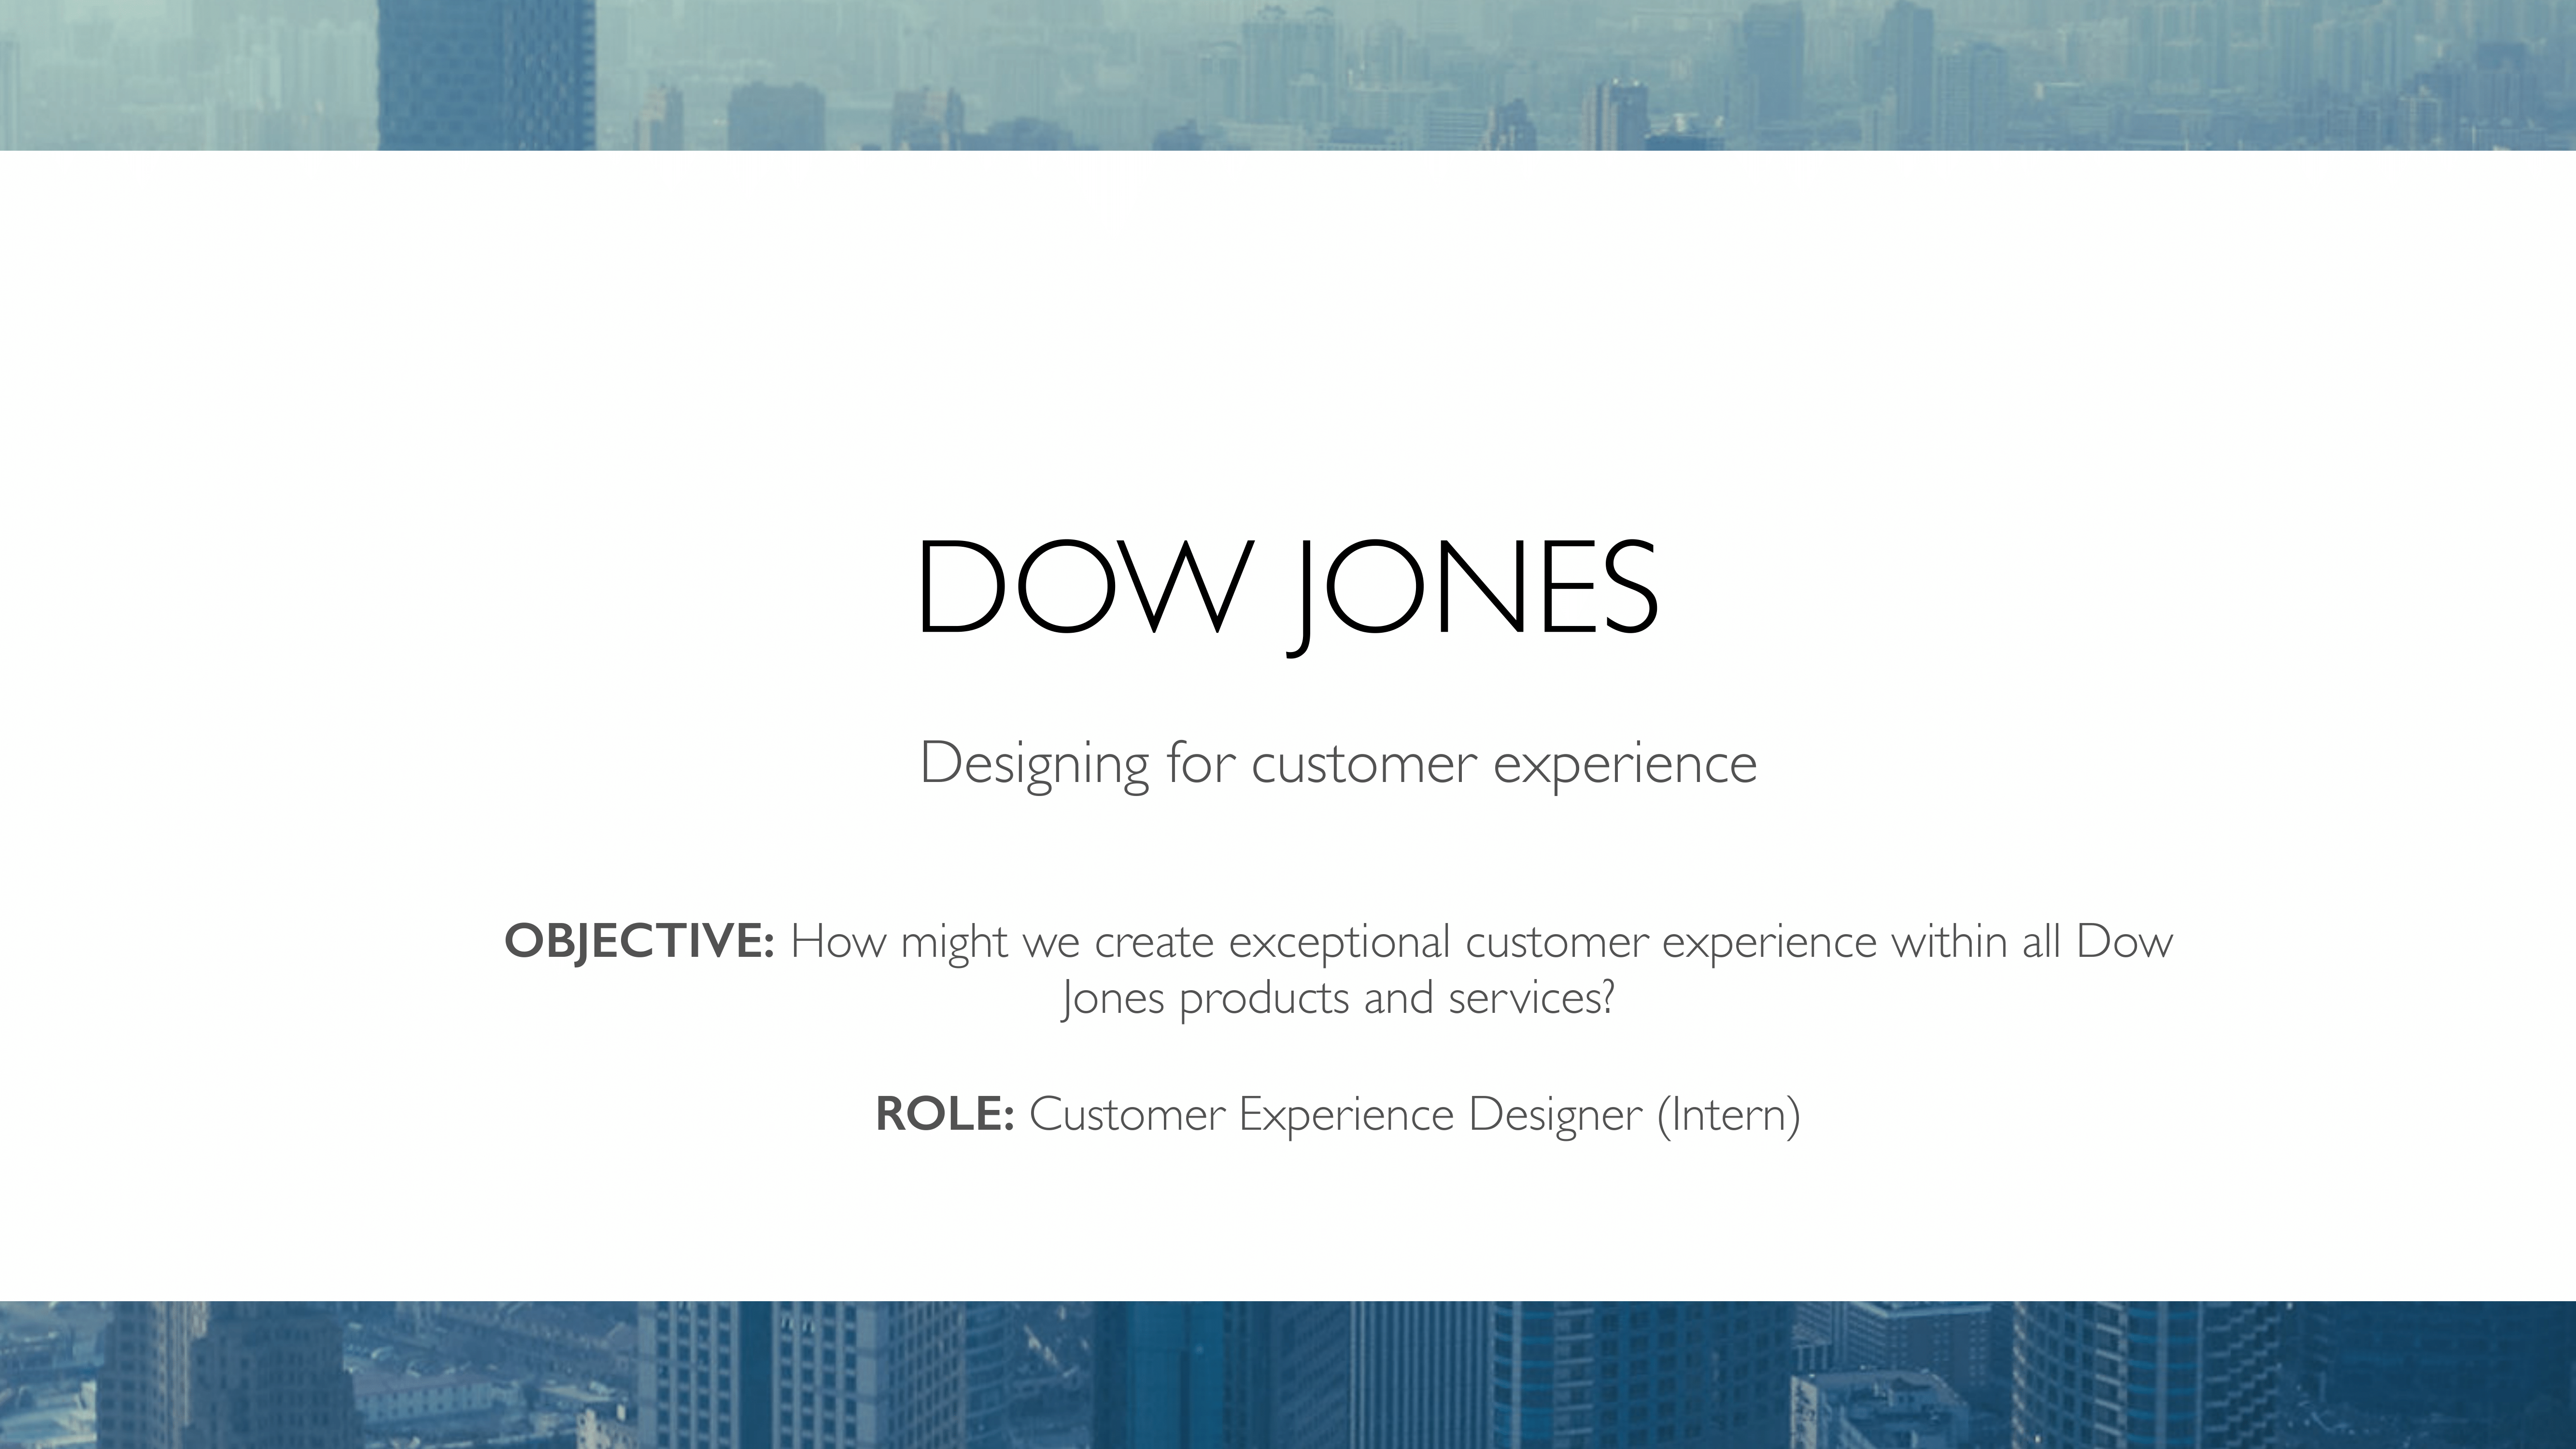 DOW JONES
Designing for customer experience
OBJECTIVE: How might we create exceptional customer experience within all Dow
Jones products and services?
ROLE: Customer Experience Designer (Intern)